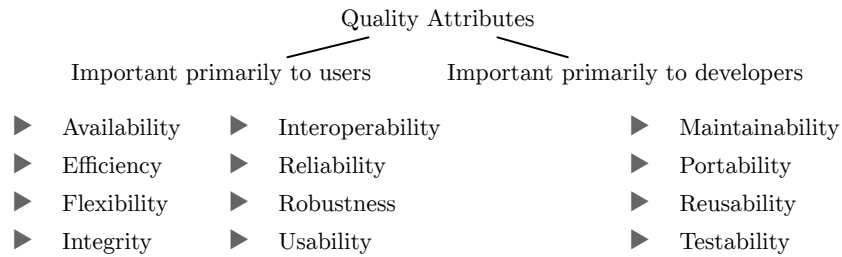 Quality Attributes
Important primarily to users
Important primarily to developers
▶ Availability
▶ Efficiency
▶ Flexibility
▶ Integrity
▶ Interoperability
▶ Reliability
▶ Robustness
▶ Usability
▶ Maintainability
▶ Portability
▶ Reusability
▶ Testability